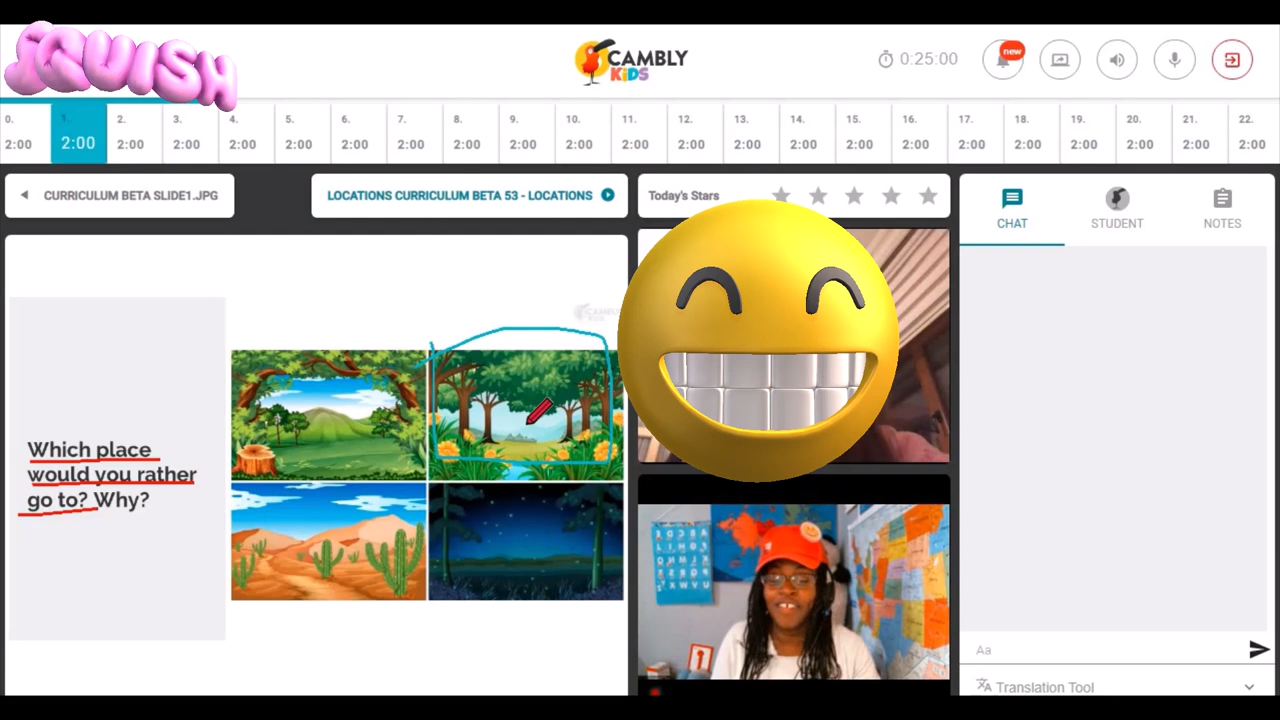 SQUISH
CAMBLY
KiDS
0:25:00
new
0. 1. 2. 3. 4. 5. 6. 7. 8. 9. 10. 11. 12. 13. 14. 15. 16. 17. 18. 19. 20. 21. 22.
2:00 2:00 2:00 2:00 2:00 2:00 2:00 2:00 2:00 2:00 2:00 2:00 2:00 2:00 2:00 2:00 2:00 2:00 2:00 2:00 2:00 2:00 2:00
CURRICULUM BETA SLIDE1.JPG
LOCATIONS CURRICULUM BETA 53 - LOCATIONS
Today's Stars
CHAT
STUDENT
NOTES
Which place
would you rather
go to? Why?
Aa
Translation Tool